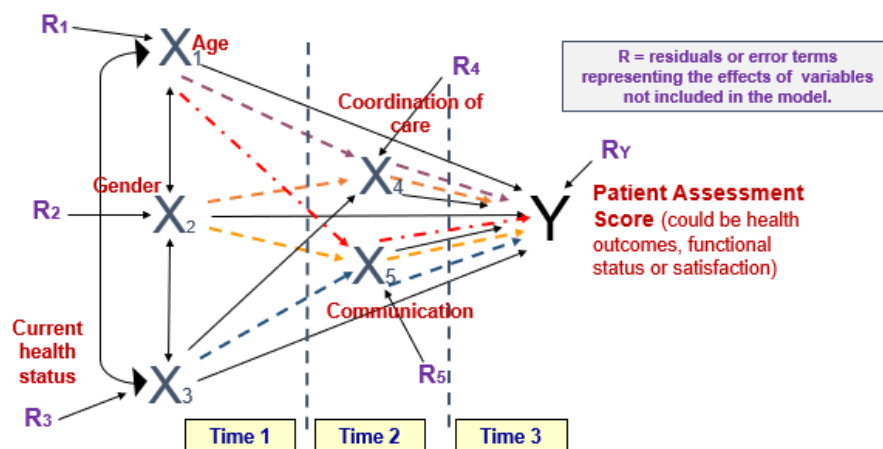 R1
X1
Age
R4
R = residuals or error terms
representing the effects of variables
not included in the model.
Coordination of
care
RY
Gender
X4
R2
X2
Y
Patient Assessment
Score (could be health
outcomes, functional
status or satisfaction)
X5
Communication
Current
health
status
X3
R5
R3
Time 1
Time 2
Time 3